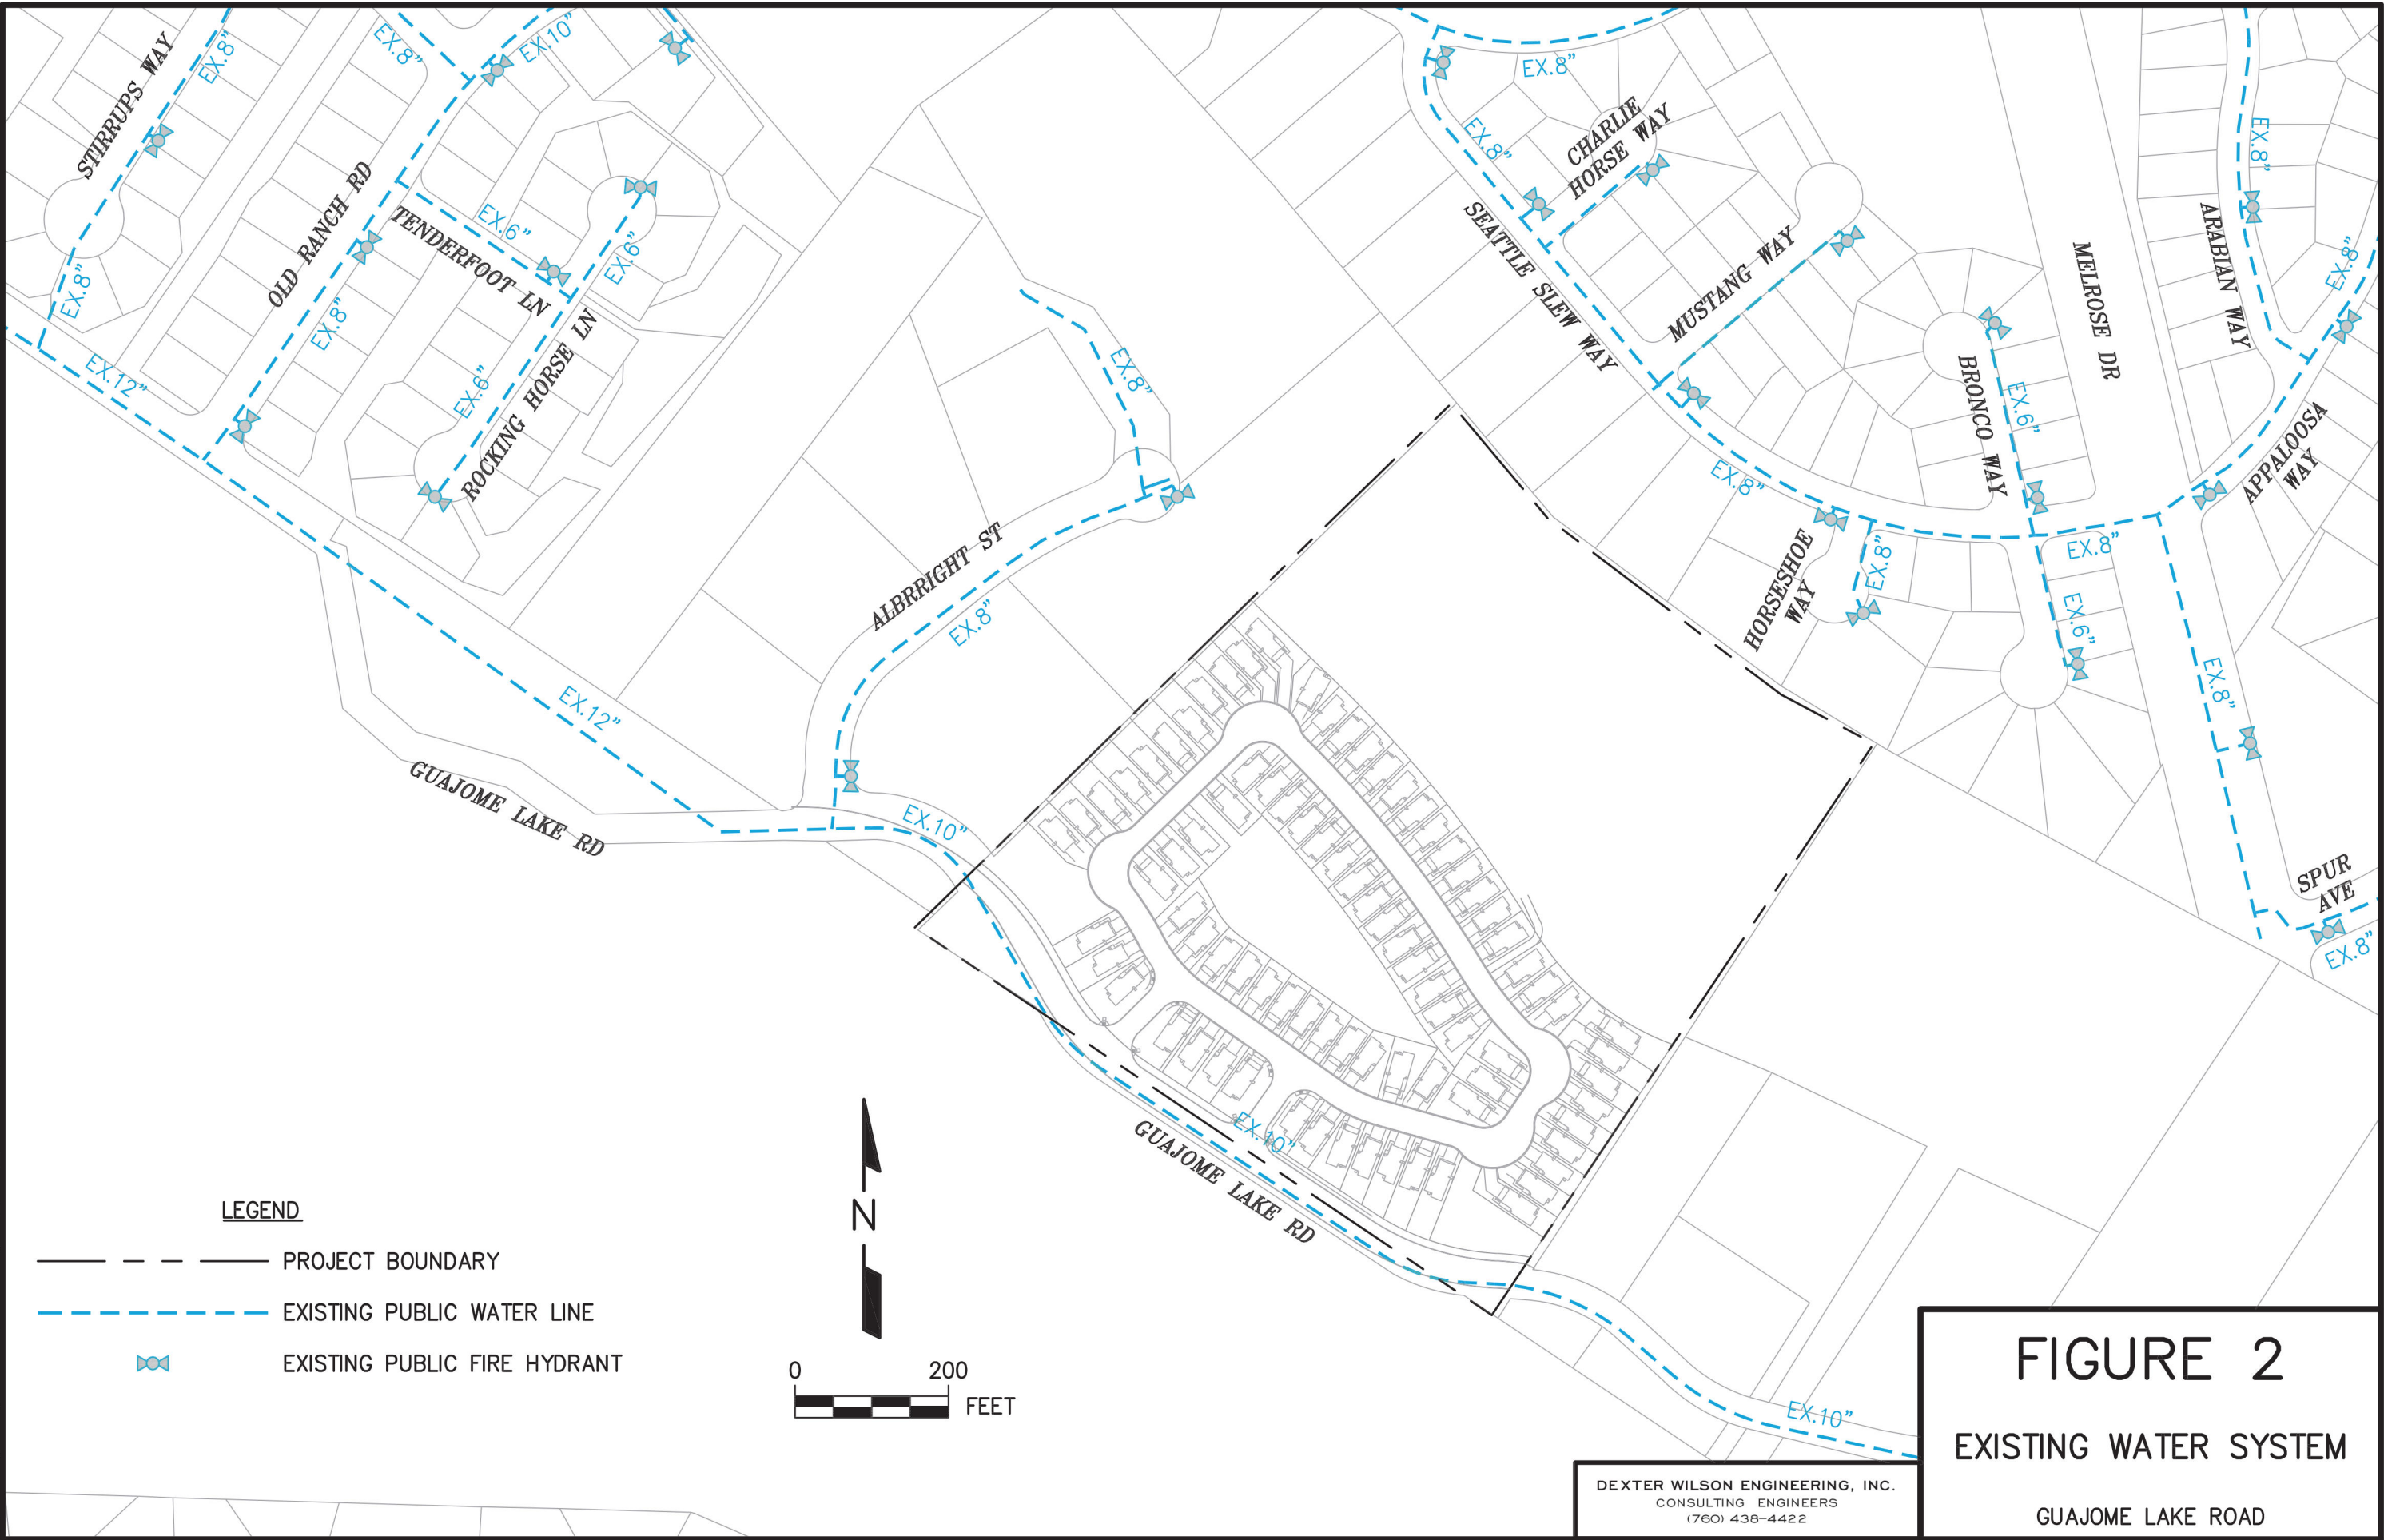 STIRRUPS WAY
EX.8”
EX.8”
EX.10”
EX.8”
OLD RANCH RD
EX.8”
TENDERFOOT LN
EX.6”
EX.6”
EX.6”
ROCKING HORSE LN
EX.12”
EX.12”
GUAJOME LAKE RD
ALBRRIGHT ST
EX.8”
EX.8”
EX.10”
EX.8”
EX.8”
CHARLIE
HORSE WAY
SEATTLE SLEW WAY
MUSTANG WAY
EX.8”
HORSESHOE
WAY
EX.8”
BRONCO WAY
EX.6”
EX.8”
EX.6”
MELROSE DR
ARABIAN WAY
EX.8”
EX.8”
APPALOOSA
WAY
EX.8”
SPUR
AVE
EX.8”
EX.10”
GUAJOME LAKE RD
EX.10”
LEGEND
PROJECT BOUNDARY
EXISTING PUBLIC WATER LINE
EXISTING PUBLIC FIRE HYDRANT
N
0 200
FEET
DEXTER WILSON ENGINEERING, INC.
CONSULTING ENGINEERS
(760) 438-4422
FIGURE 2
EXISTING WATER SYSTEM
GUAJOME LAKE ROAD